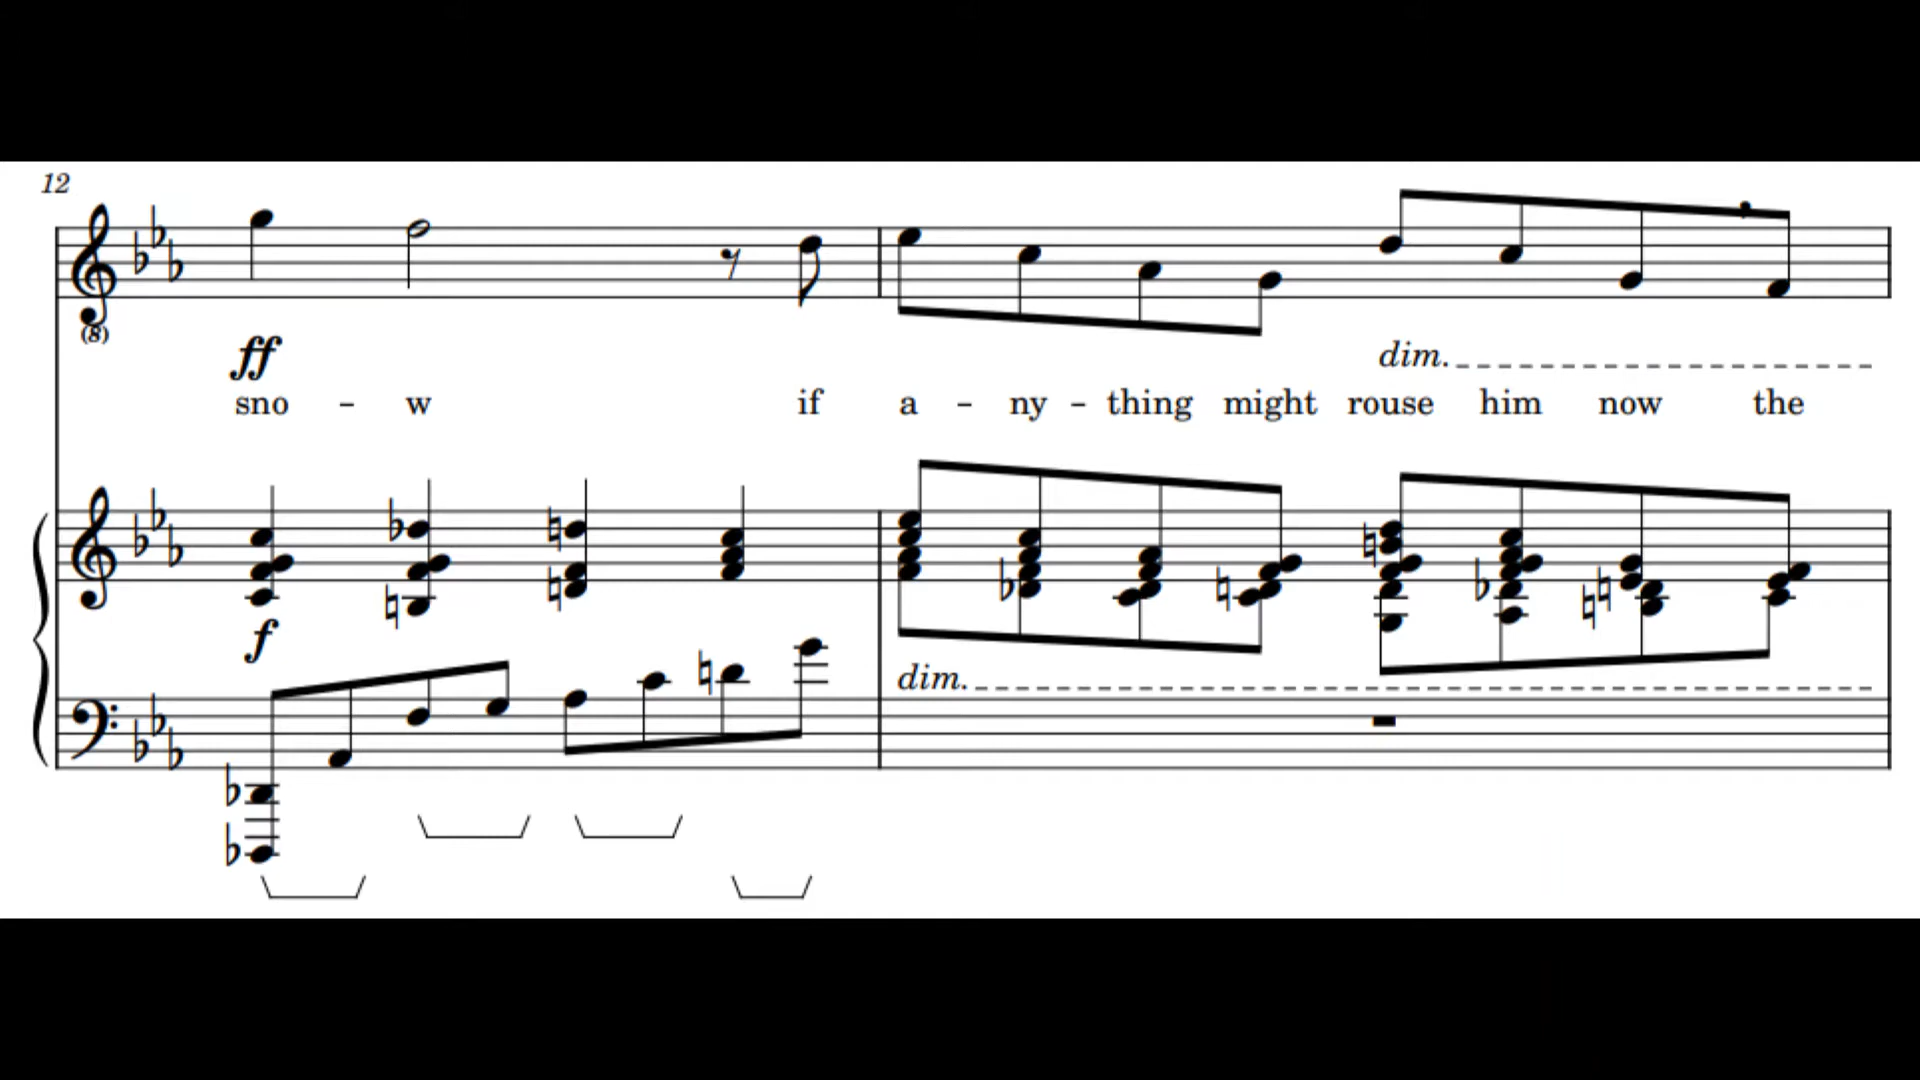 12
(8)
ff
dim.
sno - w if a - ny - thing might rouse him now the
f
dim.